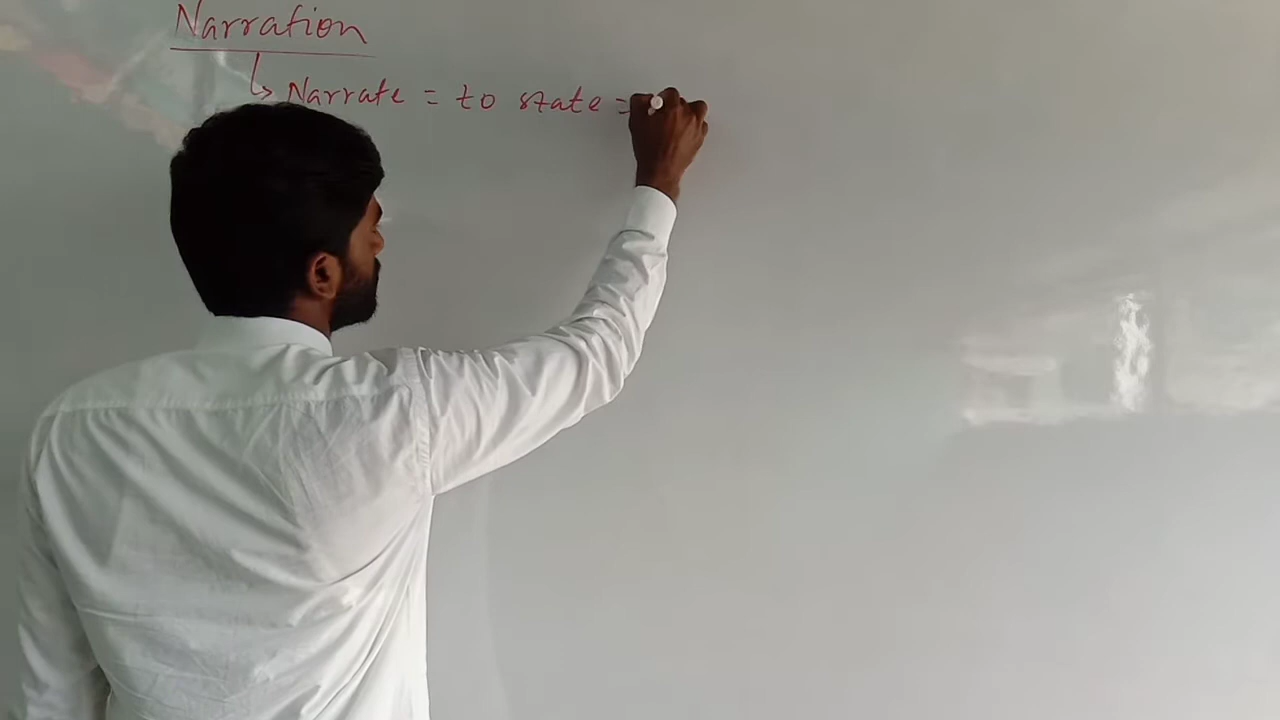 Narration
↳ Narrate = to state =